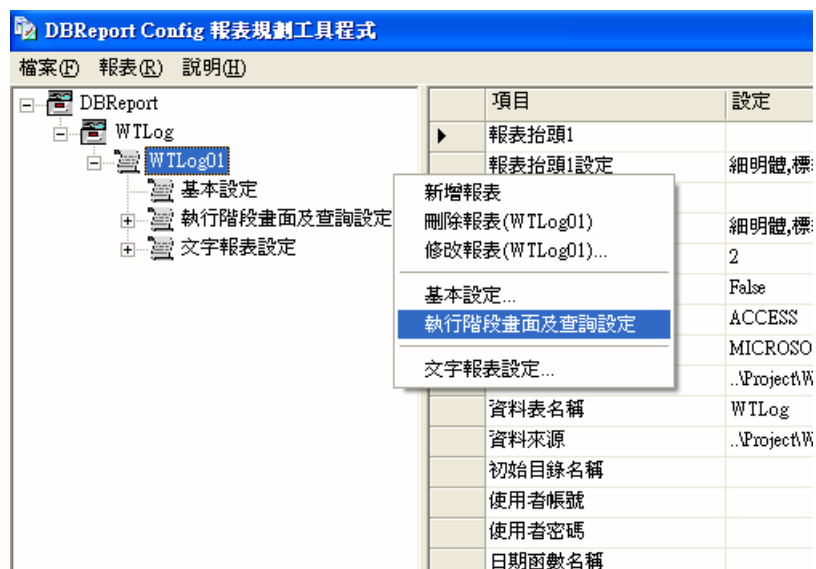 DBReport Config 報表規劃工具程式
檔案(F) 報表(R) 說明(H)
DBReport
WTLog
WTLog01
基本設定
執行階段畫面及查詢設定
文字報表設定
新增報表
刪除報表(WTLog01)
修改報表(WTLog01)...
基本設定...
執行階段畫面及查詢設定
文字報表設定...
項目 設定
報表抬頭1
報表抬頭1設定 細明體,標
細明體,標
2
False
ACCESS
MICROSO
..\Project\W
資料表名稱 WTLog
資料來源 ..\Project\W
初始目錄名稱
使用者帳號
使用者密碼
日期函數名稱